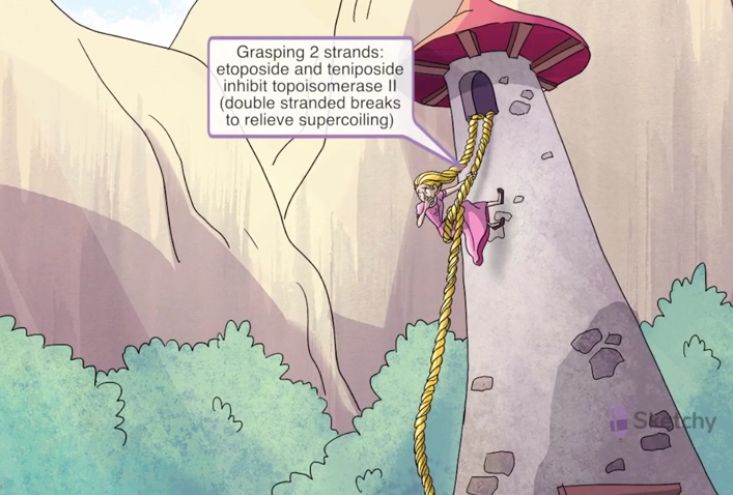 Grasping 2 strands:
etoposide and teniposide
inhibit topoisomerase II
(double stranded breaks
to relieve supercoiling)
Sketchy